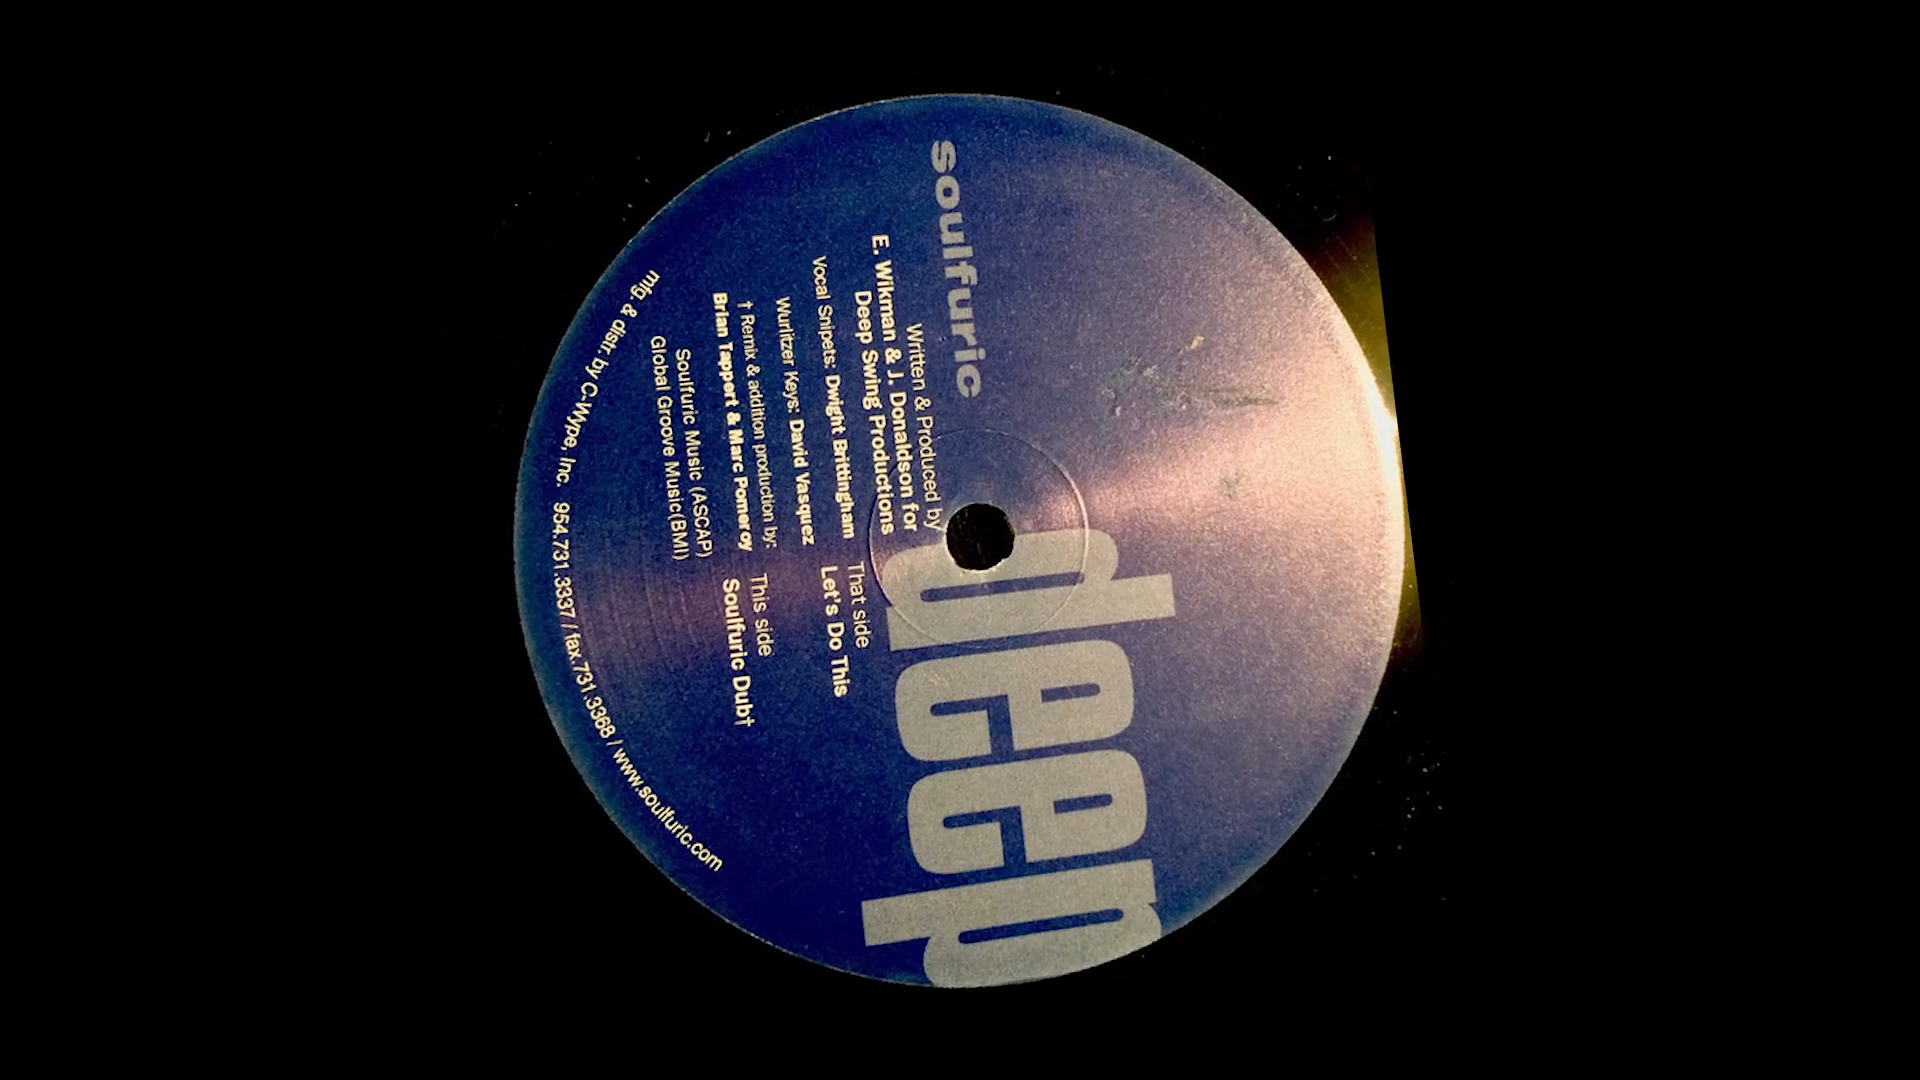 soulfuric
deep
Written & Produced by
E. Wikman & J. Donaldson for
Deep Swing Productions
Vocal Snipets: Dwight Brittingham
Wurlitzer Keys: David Vasquez
† Remix & addition production by:
Brian Tappert & Marc Pomeroy
Soulfuric Music (ASCAP)
Global Groove Music(BMI)
That side
Let's Do This
This side
Soulfuric Dub†
mfg. & distr. by C-Wype, Inc. 954.731.3337 / fax.731.3368 / www.soulfuric.com